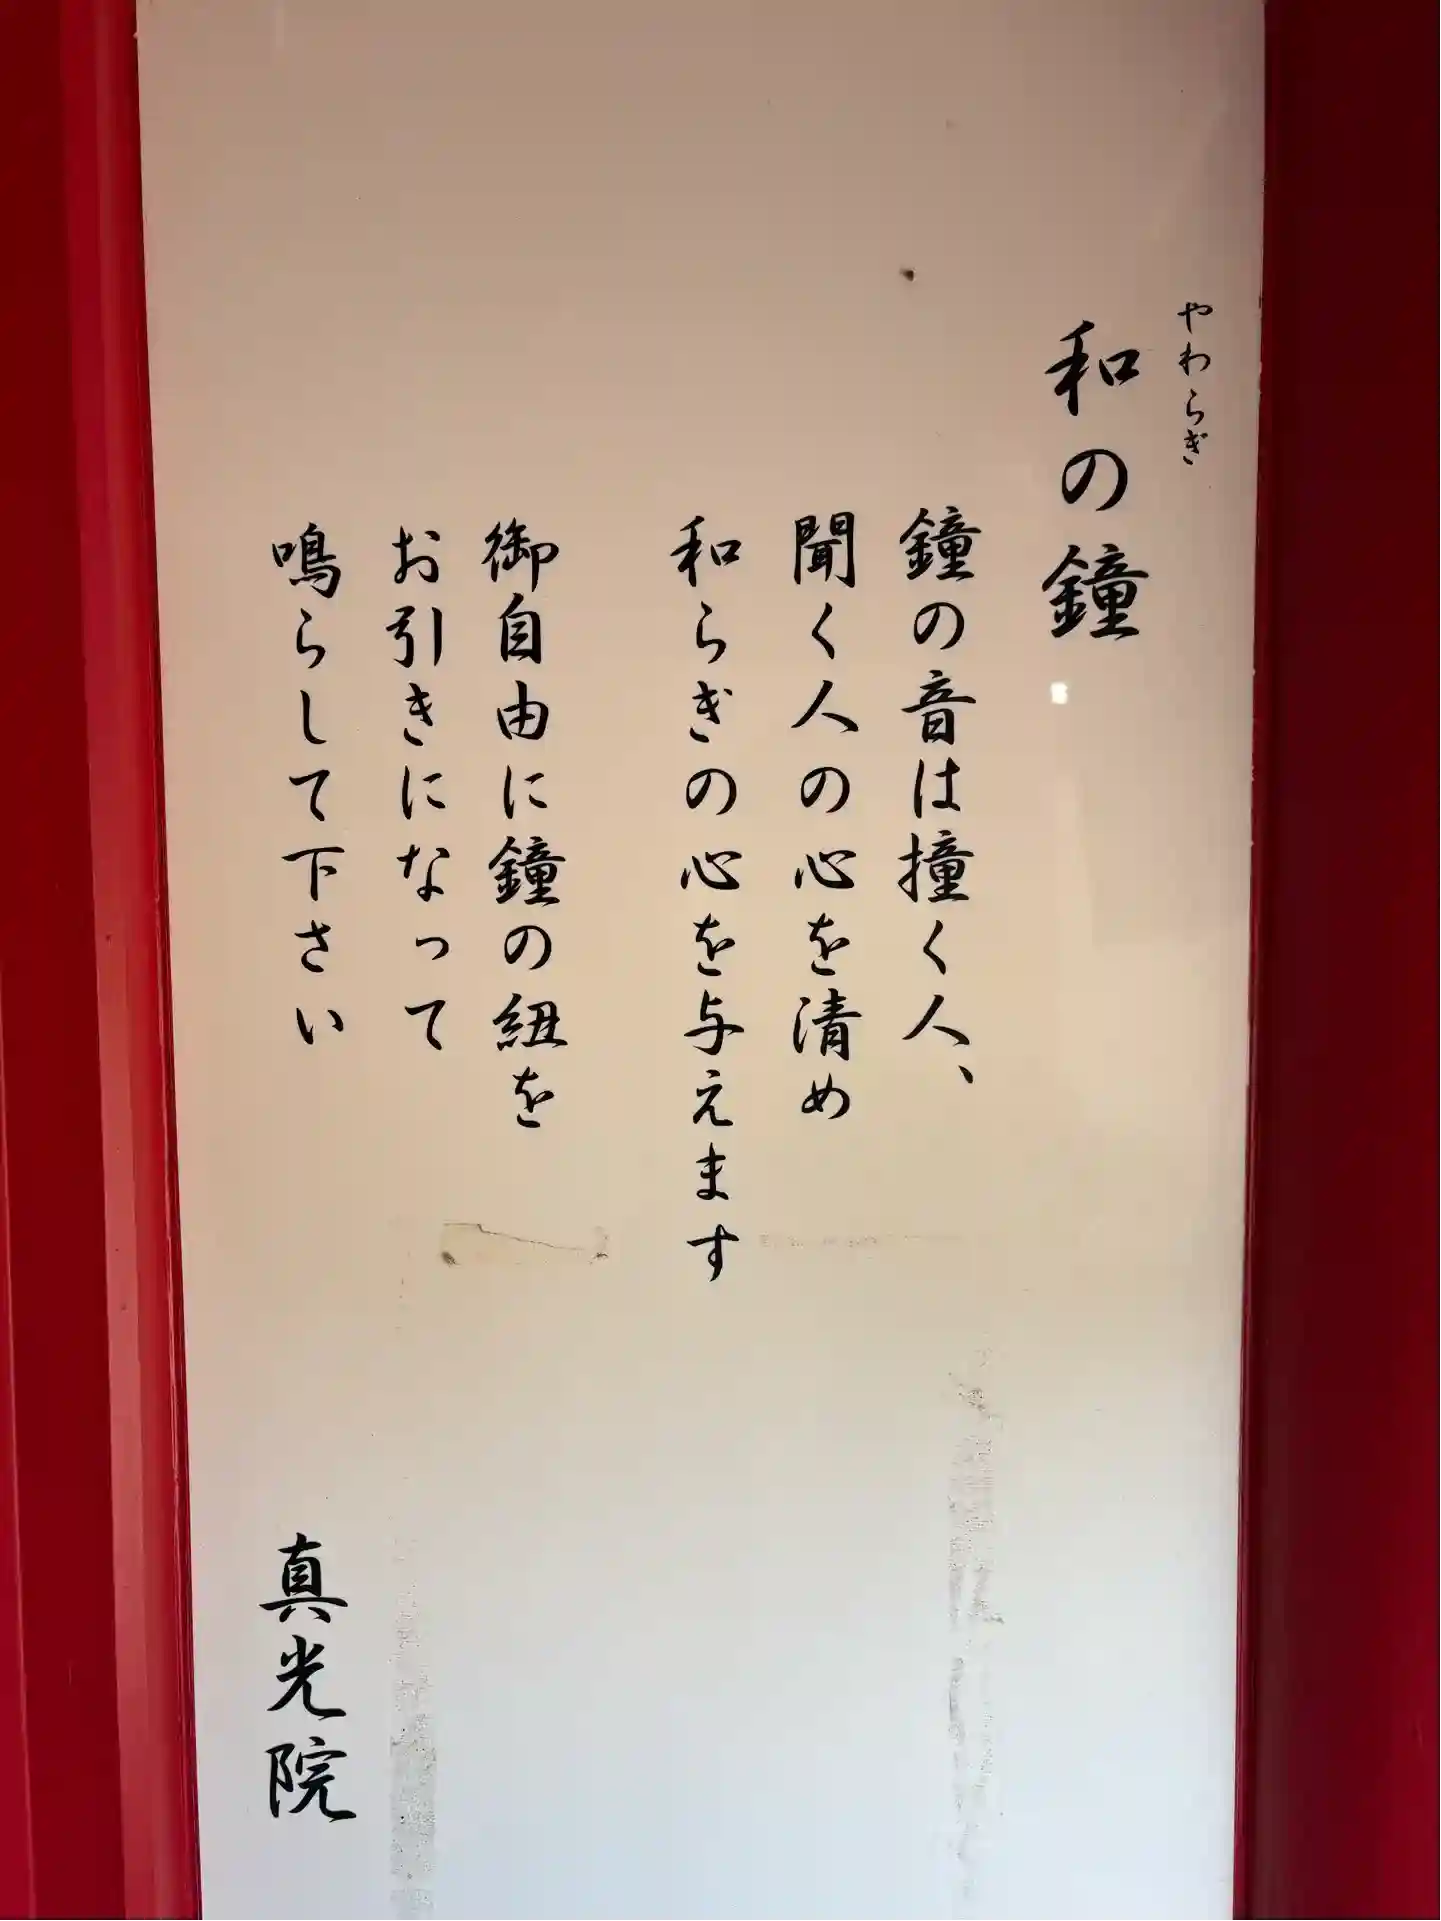 やわらぎ
和の鐘
鐘の音は撞く人、
聞く人の心を清め
和らぎの心を与えます
御自由に鐘の紐を
お引きになって
鳴らして下さい
真光院